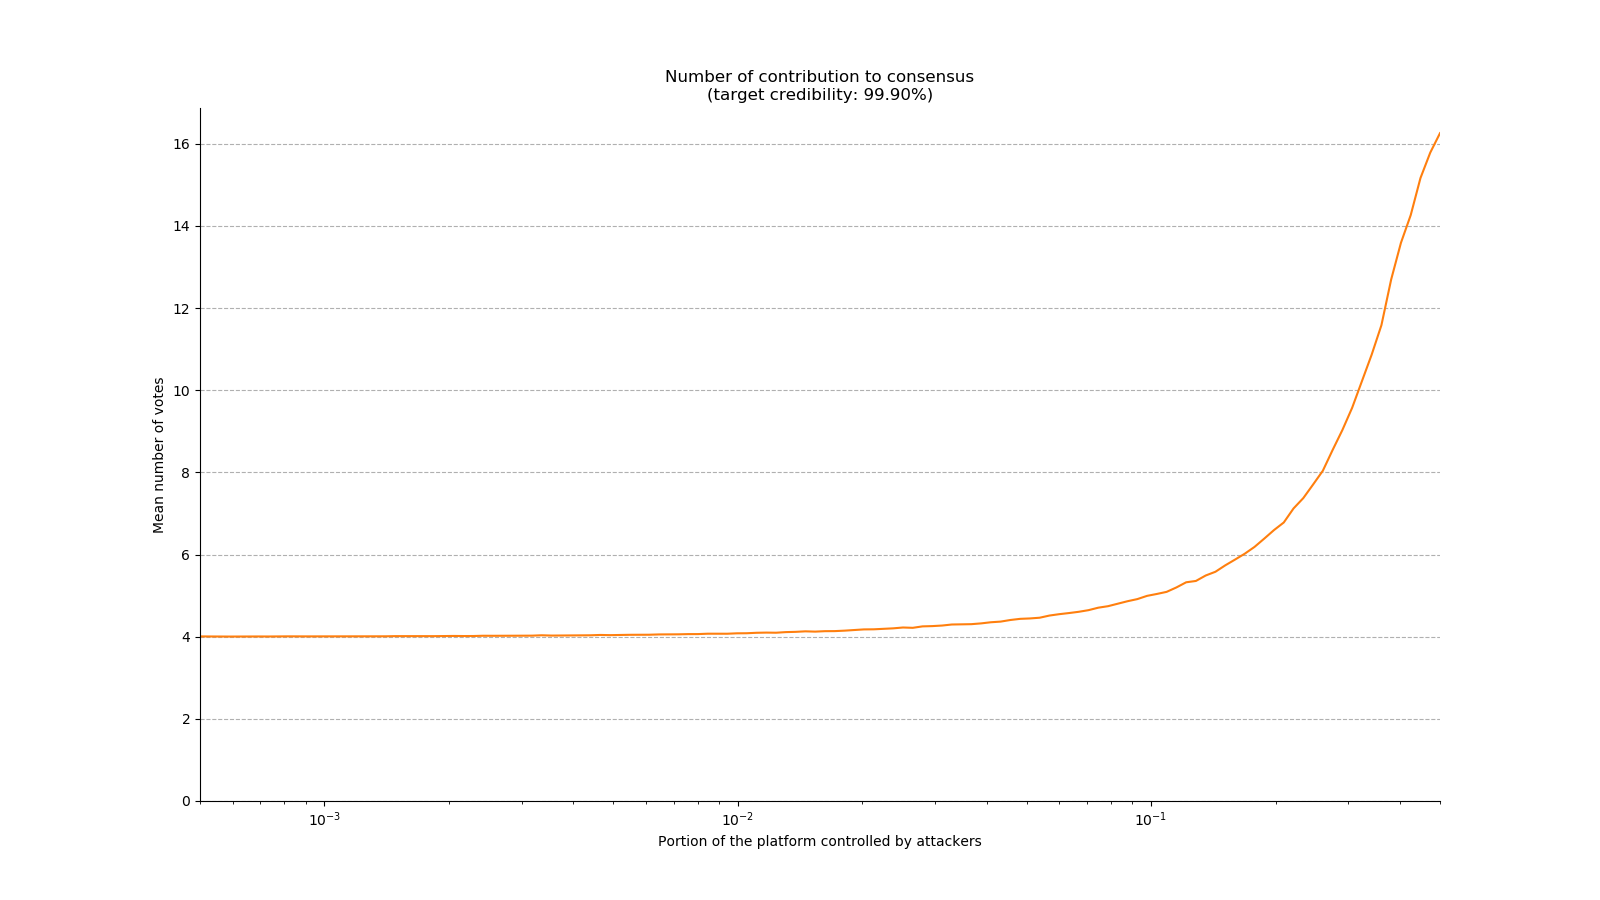 Number of contribution to consensus
(target credibility: 99.90%)
16
14
12
10
8
6
4
2
0
Mean number of votes
10⁻³ 10⁻² 10⁻¹
Portion of the platform controlled by attackers